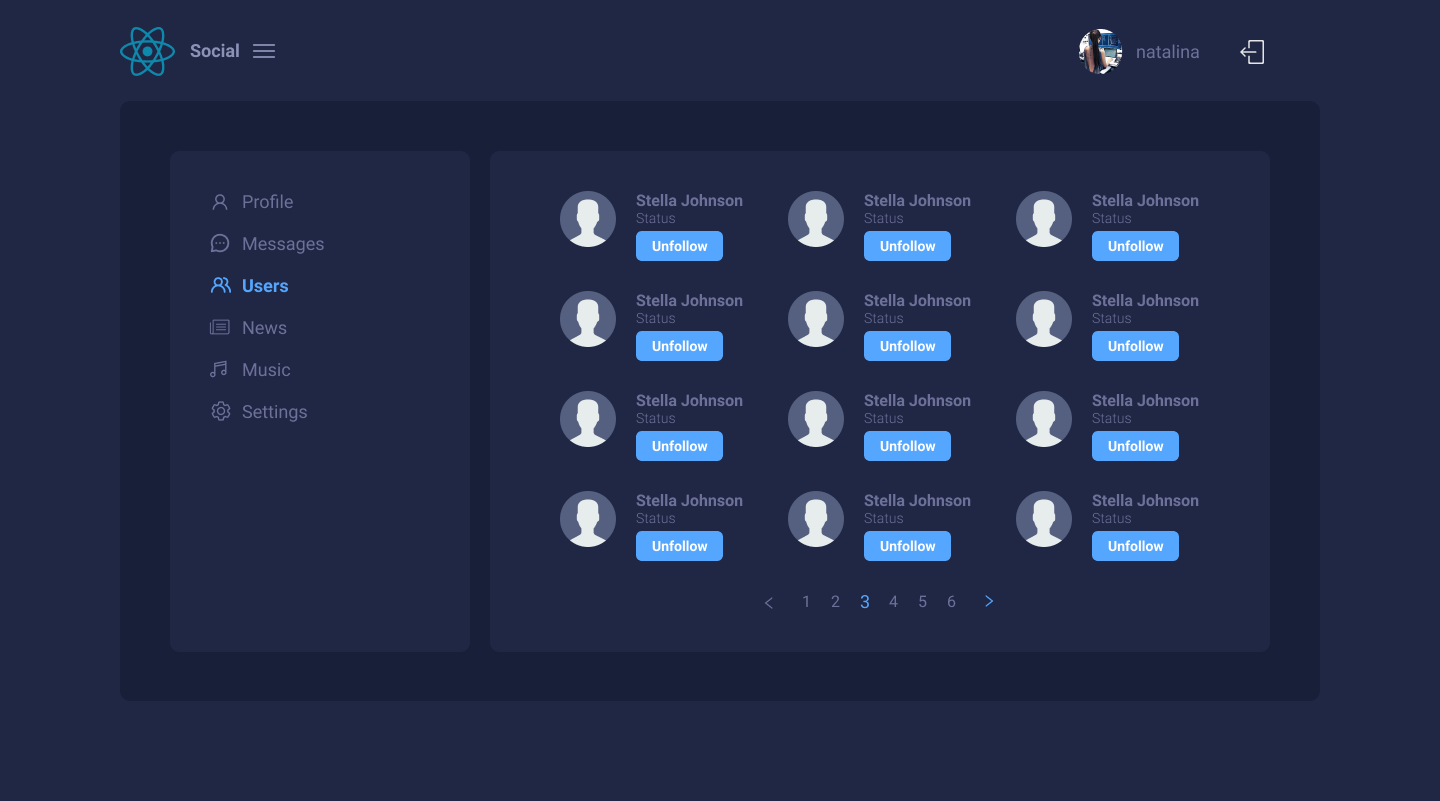 Social
natalina
Profile
Messages
Users
News
Music
Settings
Stella Johnson Stella Johnson Stella Johnson
Status Status Status
Unfollow Unfollow Unfollow
Stella Johnson Stella Johnson Stella Johnson
Status Status Status
Unfollow Unfollow Unfollow
Stella Johnson Stella Johnson Stella Johnson
Status Status Status
Unfollow Unfollow Unfollow
Stella Johnson Stella Johnson Stella Johnson
Status Status Status
Unfollow Unfollow Unfollow
< 1 2 3 4 5 6 >